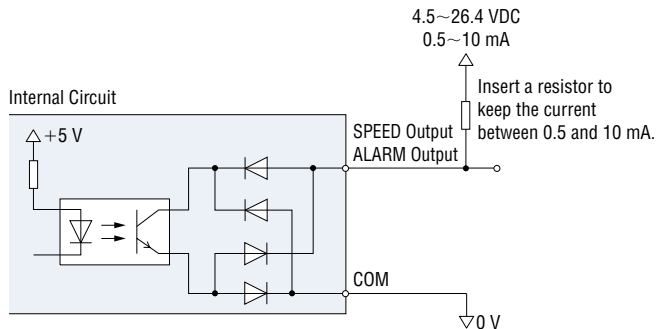 4.5～26.4 VDC
0.5～10 mA
Insert a resistor to
keep the current
between 0.5 and 10 mA.
Internal Circuit
+5 V
SPEED Output
ALARM Output
COM
0 V